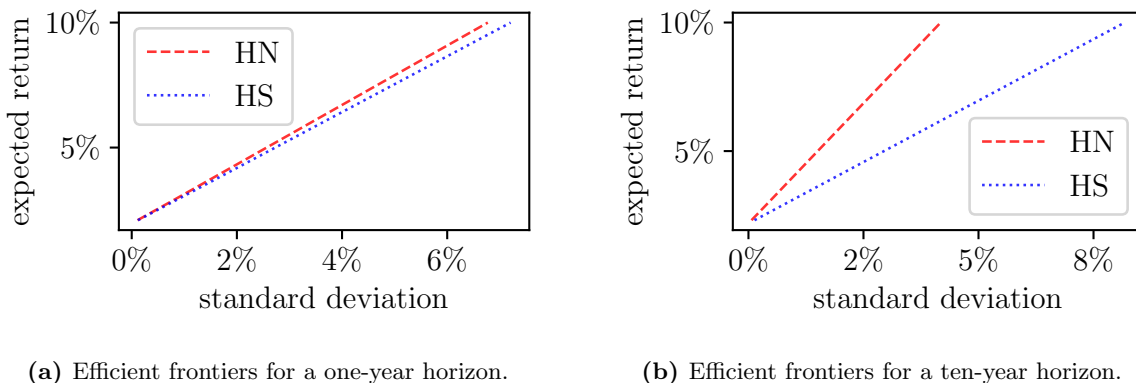 10%
5%
expected return
HN
HS
0% 2% 4% 6%
standard deviation
(a) Efficient frontiers for a one-year horizon.
10%
5%
expected return
HN
HS
0% 2% 5% 8%
standard deviation
(b) Efficient frontiers for a ten-year horizon.